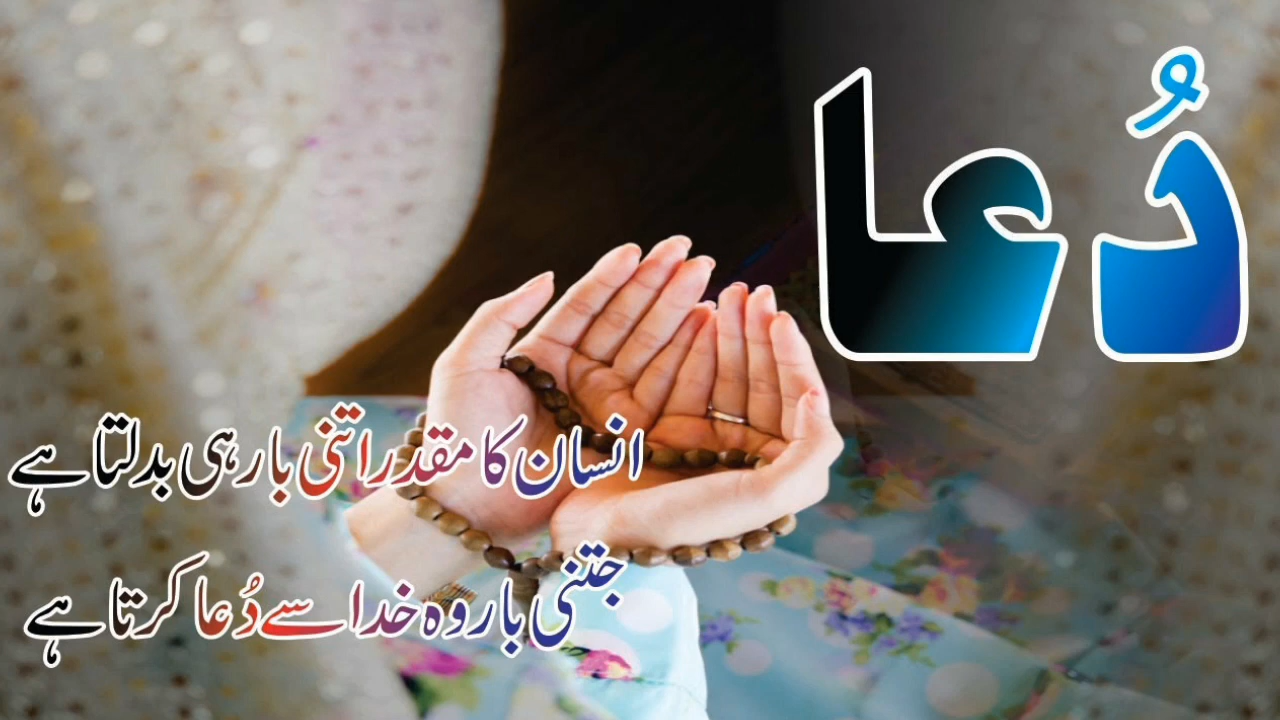 دُعا
انسان کا مقدر اتنی بار ہی بدلتا ہے
جتنی بار وہ خدا سے دُعا کرتا ہے